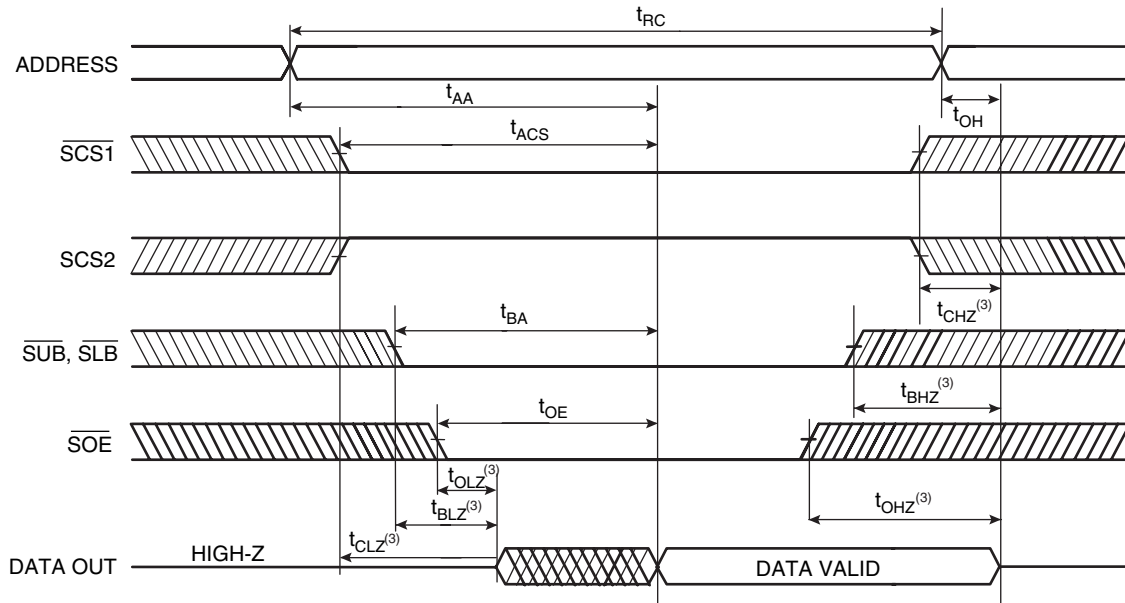 tRC
ADDRESS
tAA
tOH
tACS
SCS1
SCS2
tCHZ(3)
tBA
SUB, SLB
tBHZ(3)
tOE
SOE
tOLZ(3)
tOHZ(3)
tBLZ(3)
tCLZ(3)
HIGH-Z
DATA OUT
DATA VALID